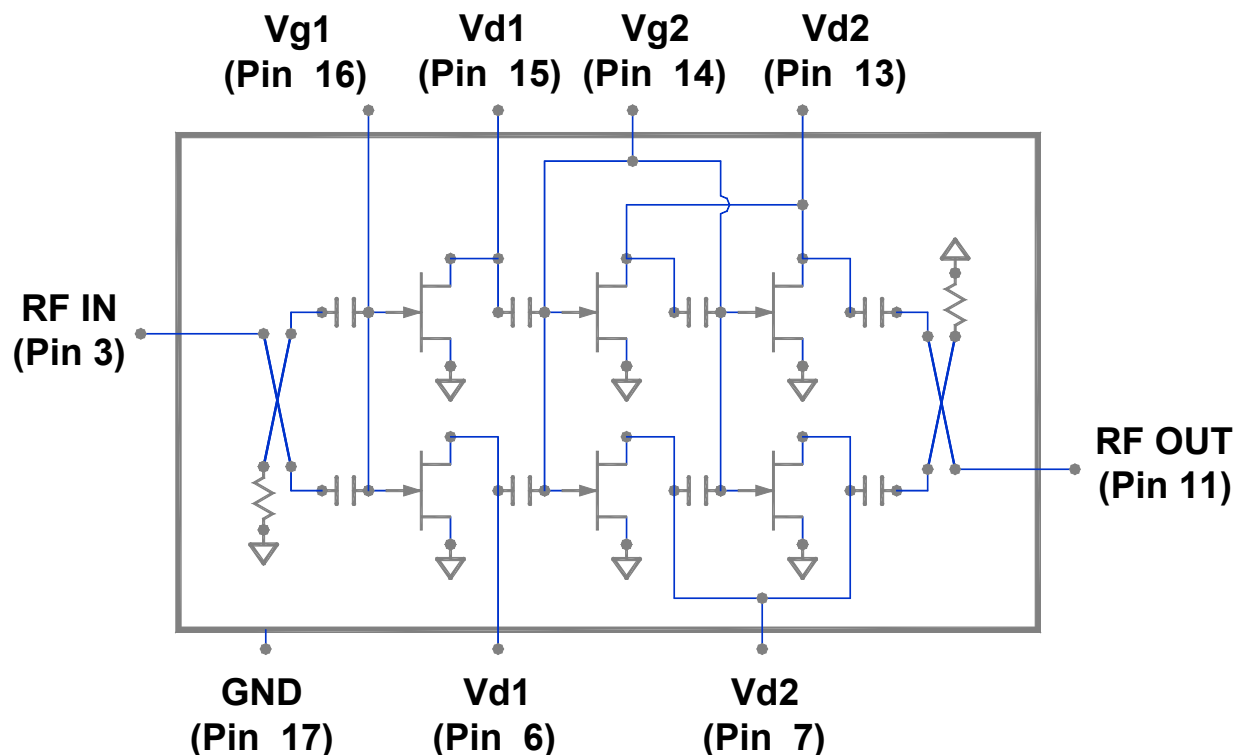 Vg1
(Pin 16)
Vd1
(Pin 15)
Vg2
(Pin 14)
Vd2
(Pin 13)
RF IN
(Pin 3)
RF OUT
(Pin 11)
GND
(Pin 17)
Vd1
(Pin 6)
Vd2
(Pin 7)